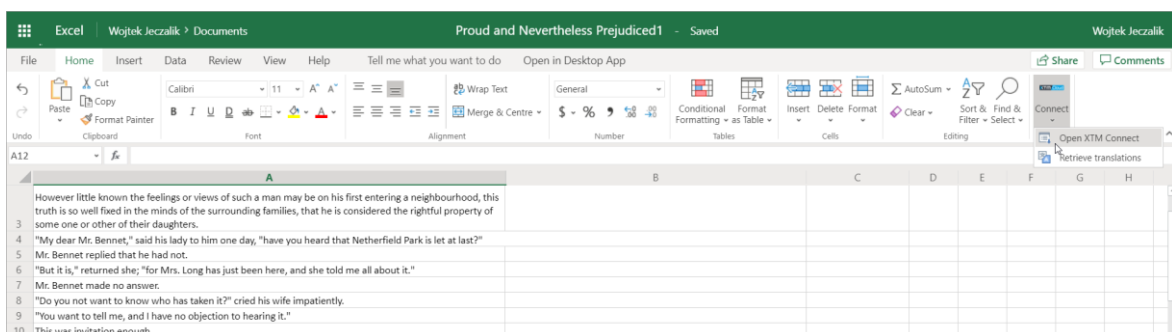 Excel Wojtek Jeczalik > Documents Proud and Nevertheless Prejudiced1 - Saved Wojtek Jeczalik
File Home Insert Data Review View Help Tell me what you want to do Open in Desktop App Share Comments
Cut
Copy
Format Painter
Paste
Undo
Clipboard
Calibri 11 A^ A˅
B I U D ab A
Font
Wrap Text
Merge & Centre
Alignment
General
$ % 9 .00
Number
Conditional Formatting
Format as Table
Tables
Insert Delete Format
Cells
AutoSum
Clear
Sort & Filter
Find & Select
Editing
Connect
Open XTM Connect
Retrieve translations
A12 fx
A B C D E F G H
However little known the feelings or views of such a man may be on his first entering a neighbourhood, this
truth is so well fixed in the minds of the surrounding families, that he is considered the rightful property of
3 some one or other of their daughters.
4 "My dear Mr. Bennet," said his lady to him one day, "have you heard that Netherfield Park is let at last?"
5 Mr. Bennet replied that he had not.
6 "But it is," returned she; "for Mrs. Long has just been here, and she told me all about it."
7 Mr. Bennet made no answer.
8 "Do you not want to know who has taken it?" cried his wife impatiently.
9 "You want to tell me, and I have no objection to hearing it."
10 This was invitation enough.